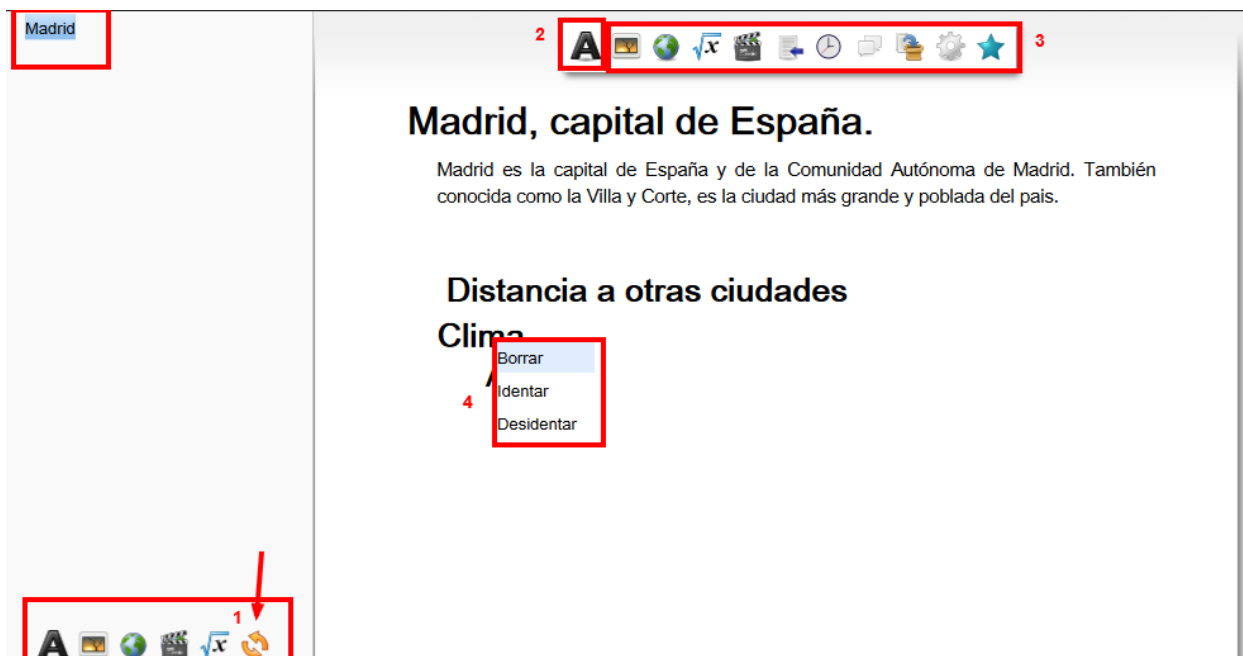 Madrid
2
A
√x
3
Madrid, capital de España.
Madrid es la capital de España y de la Comunidad Autónoma de Madrid. También
conocida como la Villa y Corte, es la ciudad más grande y poblada del pais.
Distancia a otras ciudades
Clima
Borrar
Identar
4
Desidentar
1
A
√x